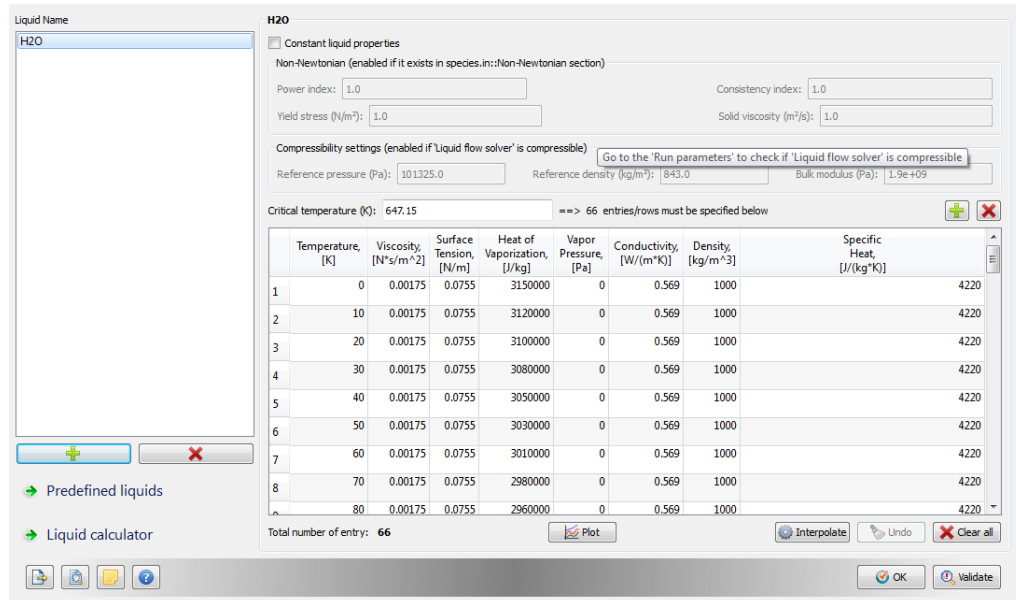 Liquid Name
H2O
H2O
Constant liquid properties
Non-Newtonian (enabled if it exists in species.in::Non-Newtonian section)
Power index: 1.0 Consistency index: 1.0
Yield stress (N/m²): 1.0 Solid viscosity (m²/s): 1.0
Compressibility settings (enabled if 'Liquid flow solver' is compressible)
Go to the 'Run parameters' to check if 'Liquid flow solver' is compressible
Reference pressure (Pa): 101325.0 Reference density (kg/m³): 843.0 Bulk modulus (Pa): 1.9e+09
Critical temperature (K): 647.15 ==> 66 entries/rows must be specified below
Temperature, [K] Viscosity, [N*s/m^2] Surface Tension, [N/m] Heat of Vaporization, [J/kg] Vapor Pressure, [Pa] Conductivity, [W/(m*K)] Density, [kg/m^3] Specific Heat, [J/(kg*K)]
1 0 0.00175 0.0755 3150000 0 0.569 1000 4220
2 10 0.00175 0.0755 3120000 0 0.569 1000 4220
3 20 0.00175 0.0755 3100000 0 0.569 1000 4220
4 30 0.00175 0.0755 3080000 0 0.569 1000 4220
5 40 0.00175 0.0755 3050000 0 0.569 1000 4220
6 50 0.00175 0.0755 3030000 0 0.569 1000 4220
7 60 0.00175 0.0755 3010000 0 0.569 1000 4220
8 70 0.00175 0.0755 2980000 0 0.569 1000 4220
80 0.00175 0.0755 2960000 0 0.569 1000 4220
Predefined liquids
Liquid calculator
Total number of entry: 66
Plot
Interpolate
Undo
Clear all
OK
Validate